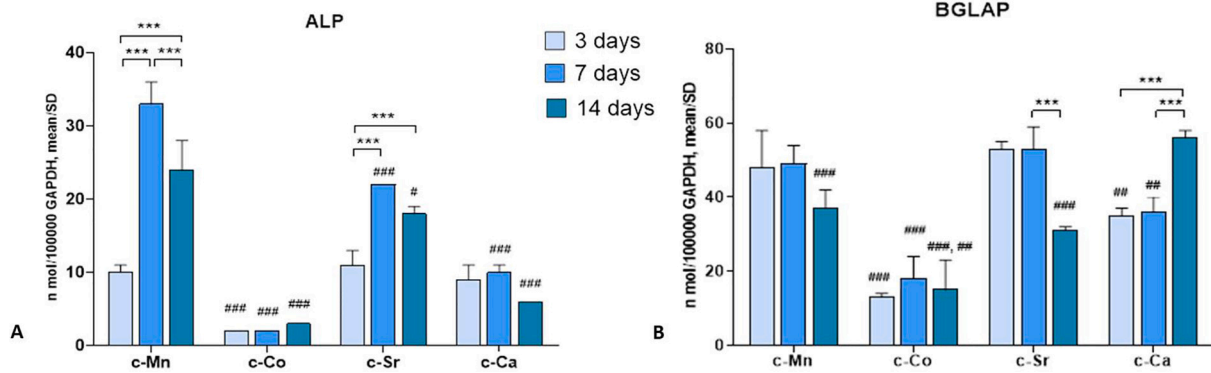 ALP
n mol/100000 GAPDH, mean/SD
40
30
20
10
0
***
*** ***
***
***
###
#
### ### ###
###
###
c-Mn c-Co c-Sr c-Ca
A
3 days
7 days
14 days
BGLAP
n mol/100000 GAPDH, mean/SD
80
60
40
20
0
***
*** ***
###
## ##
###
###
###, ##
###
c-Mn c-Co c-Sr c-Ca
B